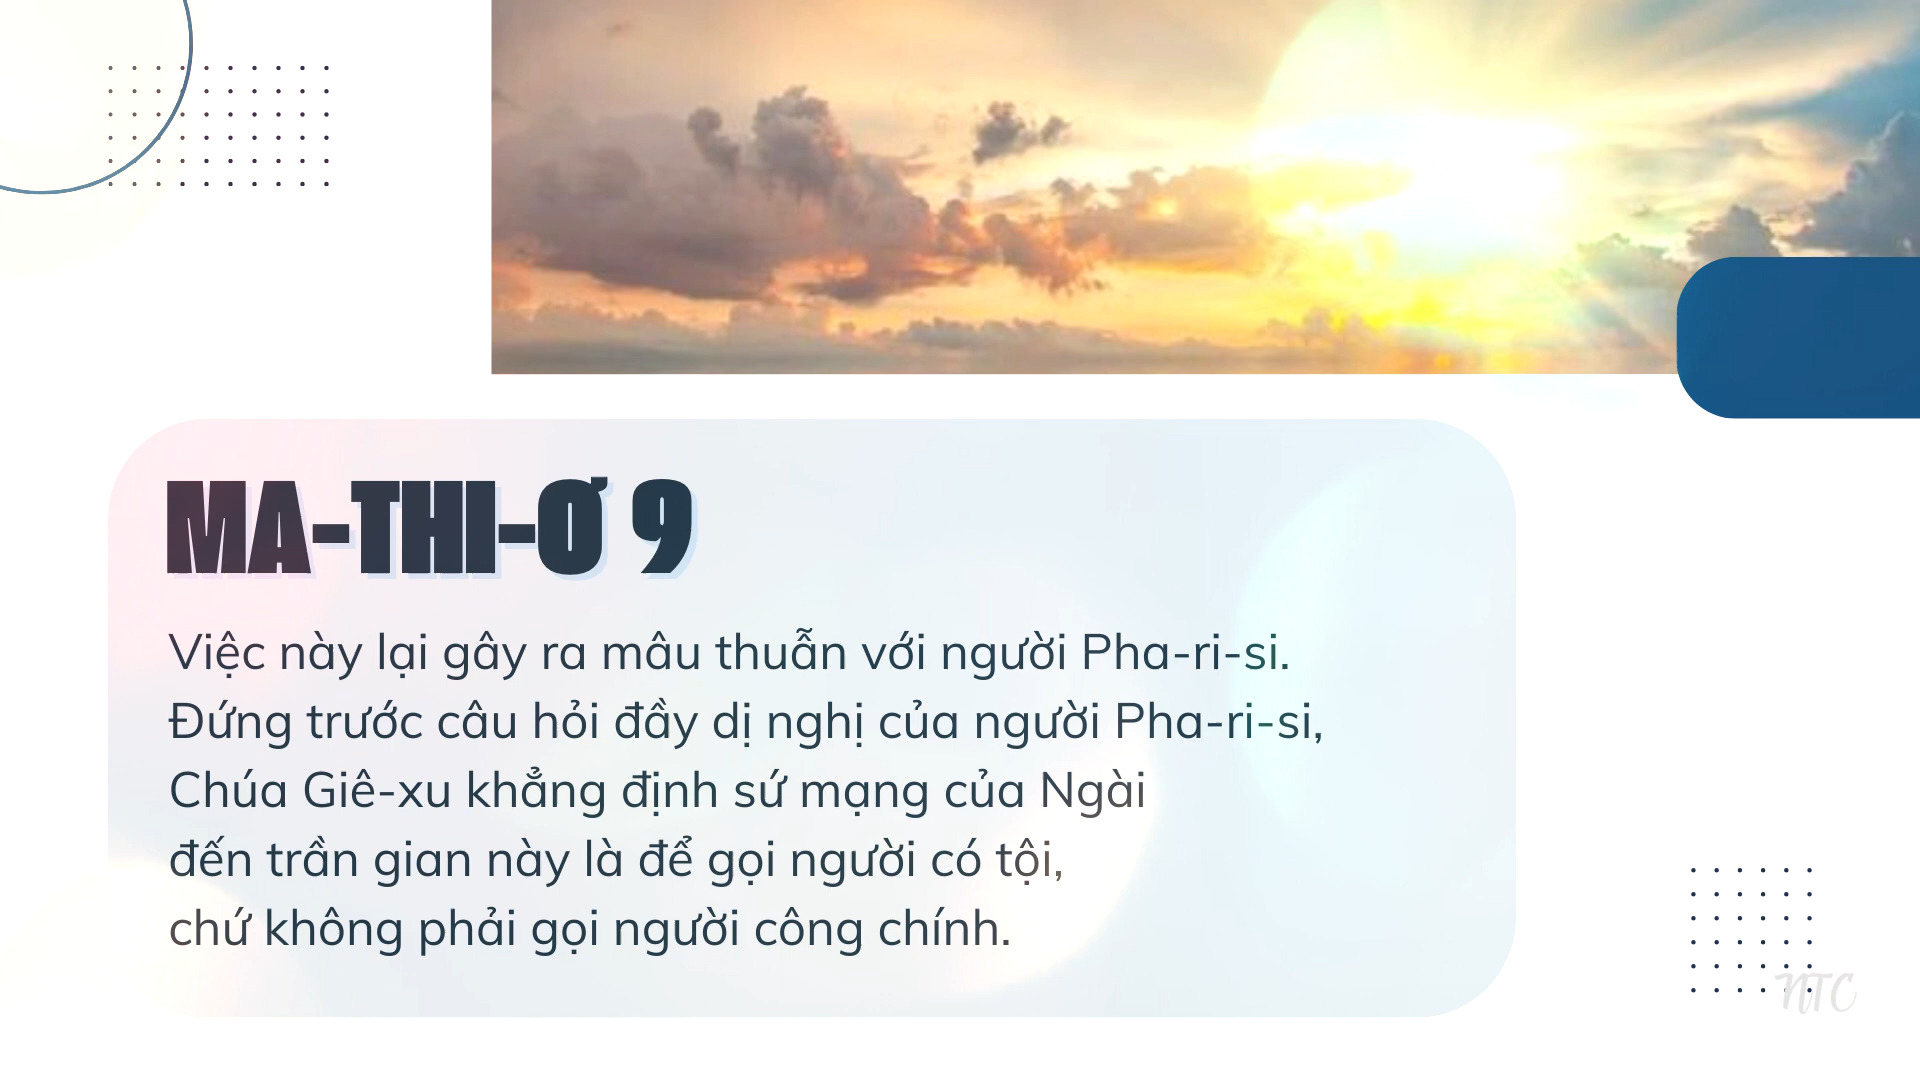 MA-THI-Ơ 9
Việc này lại gây ra mâu thuẫn với người Pha-ri-si.
Đứng trước câu hỏi đầy dị nghị của người Pha-ri-si,
Chúa Giê-xu khẳng định sứ mạng của Ngài
đến trần gian này là để gọi người có tội,
chứ không phải gọi người công chính.
NTC